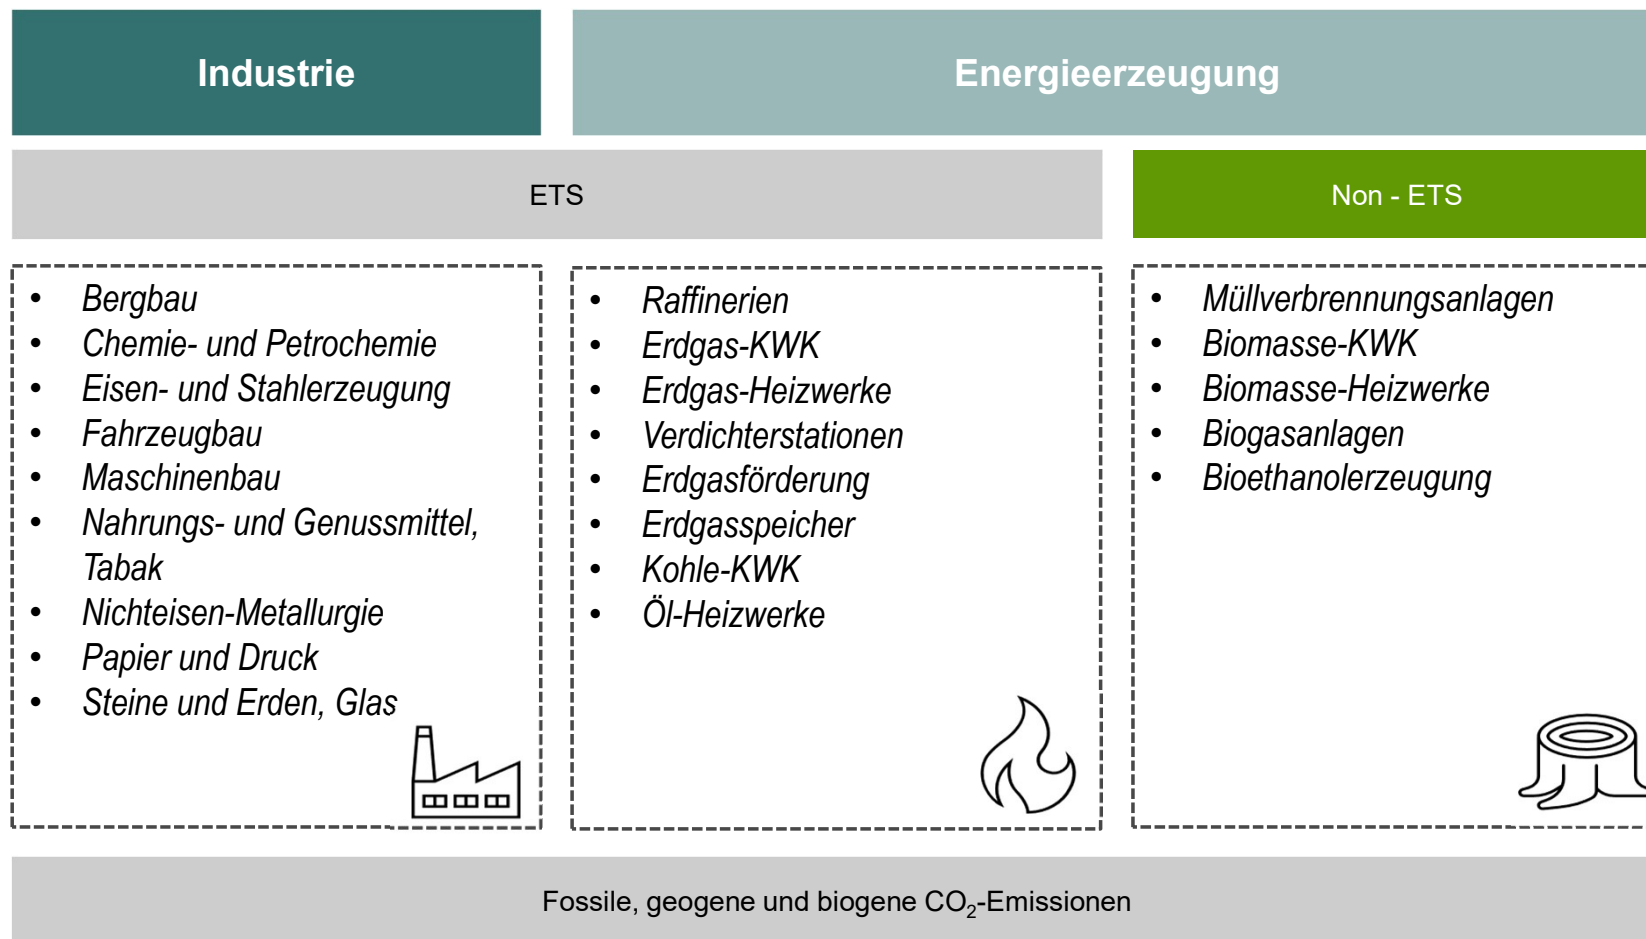 Industrie
Energieerzeugung
ETS
Non - ETS
• Bergbau
• Chemie- und Petrochemie
• Eisen- und Stahlerzeugung
• Fahrzeugbau
• Maschinenbau
• Nahrungs- und Genussmittel,
Tabak
• Nichteisen-Metallurgie
• Papier und Druck
• Steine und Erden, Glas
• Raffinerien
• Erdgas-KWK
• Erdgas-Heizwerke
• Verdichterstationen
• Erdgasförderung
• Erdgasspeicher
• Kohle-KWK
• Öl-Heizwerke
• Müllverbrennungsanlagen
• Biomasse-KWK
• Biomasse-Heizwerke
• Biogasanlagen
• Bioethanolerzeugung
Fossile, geogene und biogene CO₂-Emissionen